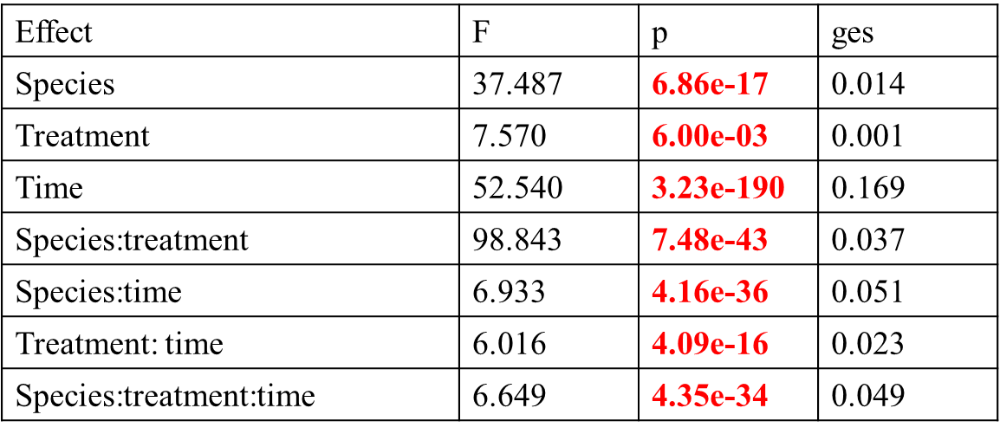 Effect F p ges
Species 37.487 6.86e-17 0.014
Treatment 7.570 6.00e-03 0.001
Time 52.540 3.23e-190 0.169
Species:treatment 98.843 7.48e-43 0.037
Species:time 6.933 4.16e-36 0.051
Treatment: time 6.016 4.09e-16 0.023
Species:treatment:time 6.649 4.35e-34 0.049